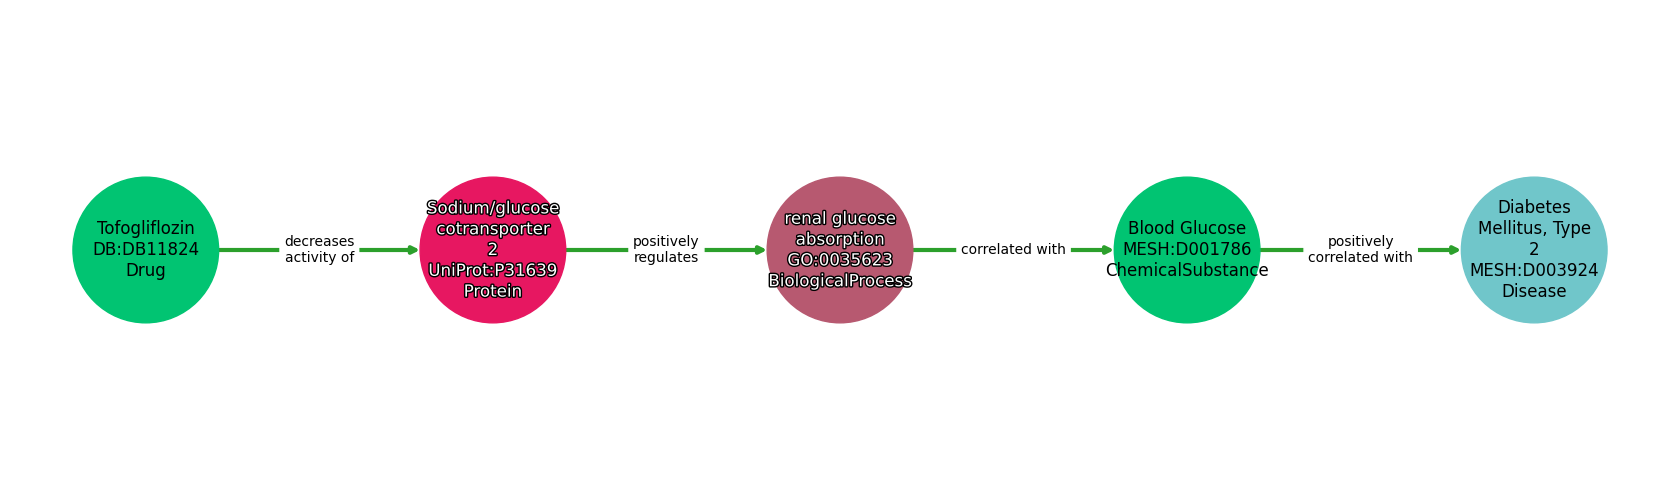 Tofogliflozin
DB:DB11824
Drug
decreases
activity of
Sodium/glucose
cotransporter
2
UniProt:P31639
Protein
positively
regulates
renal glucose
absorption
GO:0035623
BiologicalProcess
correlated with
Blood Glucose
MESH:D001786
ChemicalSubstance
positively
correlated with
Diabetes
Mellitus, Type
2
MESH:D003924
Disease